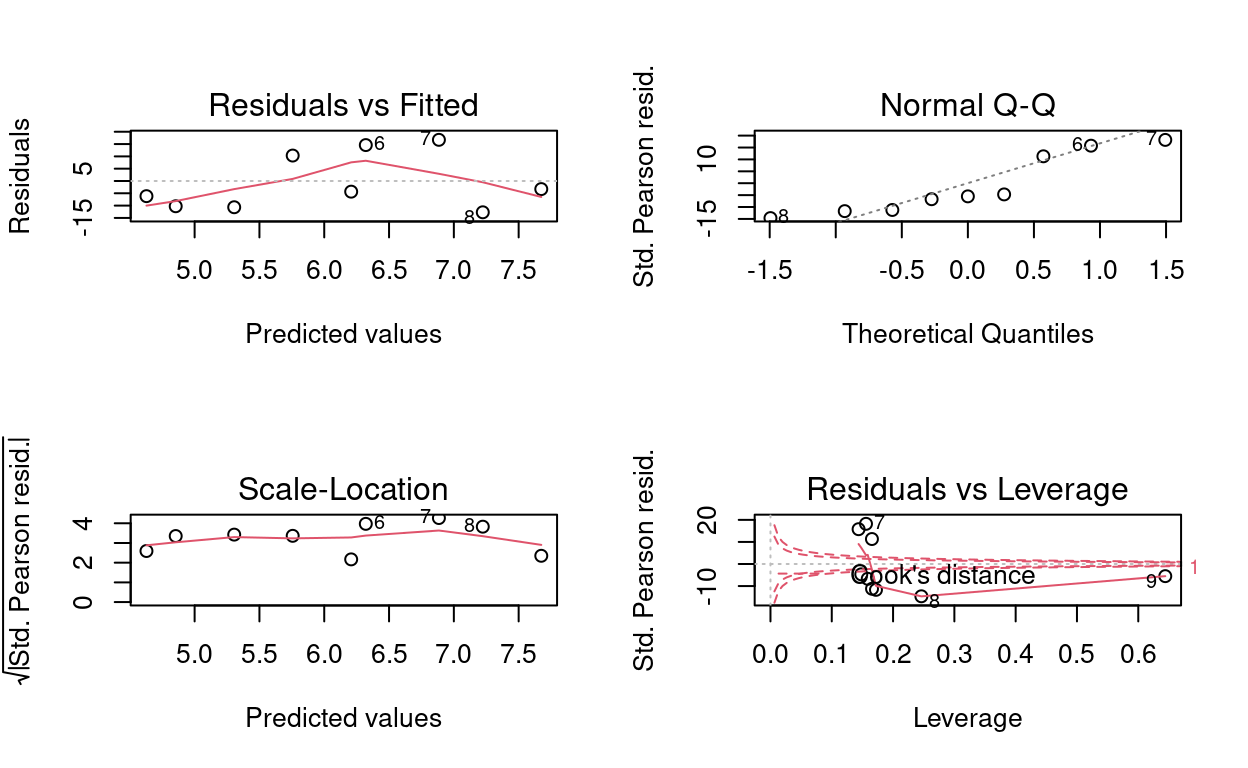 Residuals vs Fitted
Residuals
5
-15
6
7
8
5.0 5.5 6.0 6.5 7.0 7.5
Predicted values
Normal Q-Q
Std. Pearson resid.
10
-15
6
7
8
-1.5 -0.5 0.0 0.5 1.0 1.5
Theoretical Quantiles
Scale-Location
√|Std. Pearson resid.|
4
2
0
6
7
8
5.0 5.5 6.0 6.5 7.0 7.5
Predicted values
Residuals vs Leverage
Std. Pearson resid.
20
-10
7
ook's distance
8
9
1
0.0 0.1 0.2 0.3 0.4 0.5 0.6
Leverage